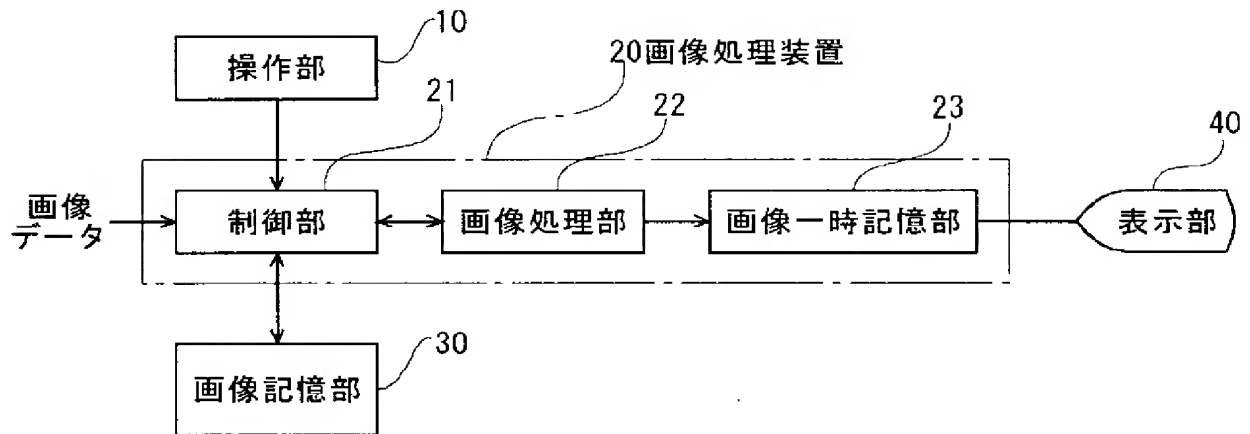 10
操作部
20画像処理装置
21
22
23
40
画像
データ
制御部
画像処理部
画像一時記憶部
表示部
30
画像記憶部